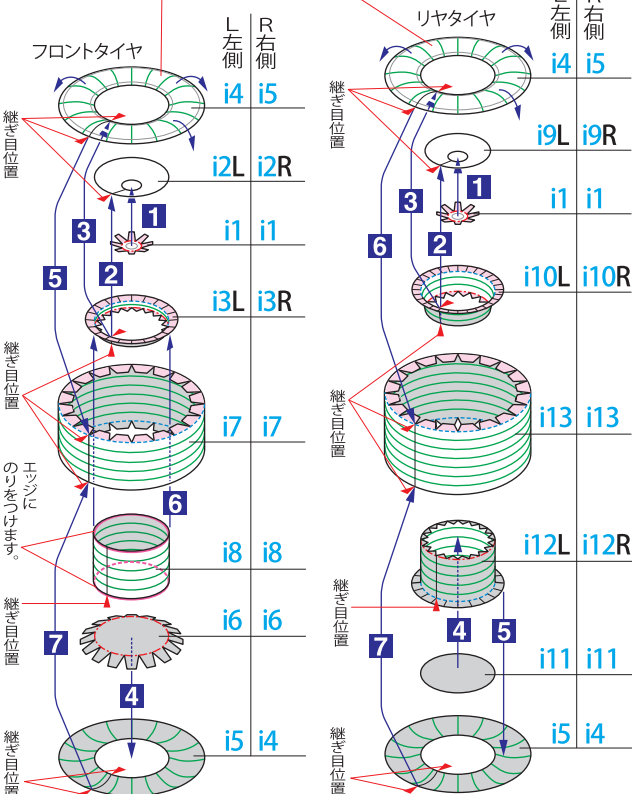 フロントタイヤ
L
左側
R
右側
i4 i5
継ぎ目位置
i2L i2R
1
3
i1 i1
2
5
i3L i3R
継ぎ目位置
i7 i7
エッジに
のりをつけます。
6
i8 i8
継ぎ目位置
i6 i6
7
4
i5 i4
継ぎ目位置
リヤタイヤ
左側
R
右側
i4 i5
継ぎ目位置
i9L i9R
1
3
i1 i1
6
2
i10L i10R
継ぎ目位置
i13 i13
i12L i12R
継ぎ目位置
4
5
7
i11 i11
i5 i4
継ぎ目位置